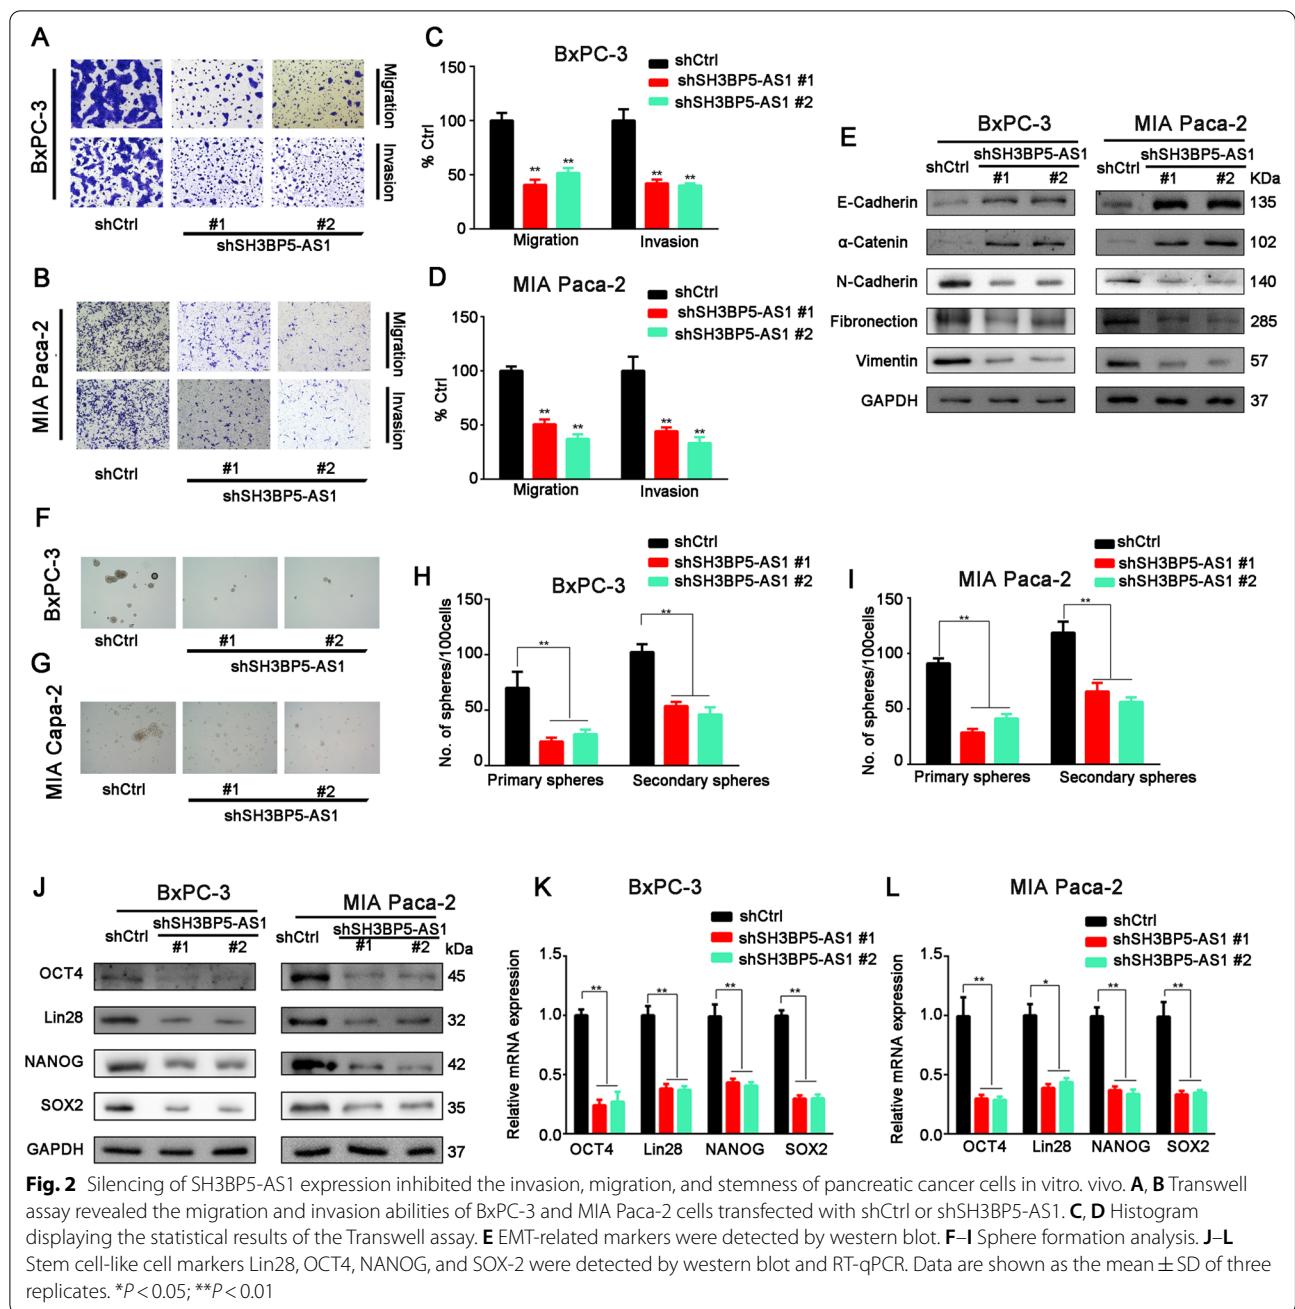 A
BxPC-3
Migration
Invasion
shCtrl
#1
#2
shSH3BP5-AS1
B
MIA Paca-2
Migration
Invasion
shCtrl
#1
#2
shSH3BP5-AS1
C
BxPC-3
shCtrl
shSH3BP5-AS1 #1
shSH3BP5-AS1 #2
% Ctrl
150
100
50
0
** ** ** **
Migration
Invasion
D
MIA Paca-2
shCtrl
shSH3BP5-AS1 #1
shSH3BP5-AS1 #2
% Ctrl
150
100
50
0
** ** ** **
Migration
Invasion
E
BxPC-3
MIA Paca-2
shCtrl shSH3BP5-AS1
#1 #2
shCtrl shSH3BP5-AS1
#1 #2 KDa
E-Cadherin 135
α-Catenin 102
N-Cadherin 140
Fibronection 285
Vimentin 57
GAPDH 37
F
BxPC-3
shCtrl
#1
#2
shSH3BP5-AS1
G
MIA Capa-2
shCtrl
#1
#2
shSH3BP5-AS1
H
BxPC-3
shCtrl
shSH3BP5-AS1 #1
shSH3BP5-AS1 #2
No. of spheres/100cells
150
100
50
0
** **
Primary spheres
Secondary spheres
I
MIA Paca-2
shCtrl
shSH3BP5-AS1 #1
shSH3BP5-AS1 #2
No. of spheres/100cells
150
100
50
0
** **
Primary spheres
Secondary spheres
J
BxPC-3
MIA Paca-2
shCtrl shSH3BP5-AS1
#1 #2
shCtrl shSH3BP5-AS1
#1 #2 kDa
OCT4 45
Lin28 32
NANOG 42
SOX2 35
GAPDH 37
K
BxPC-3
shCtrl
shSH3BP5-AS1 #1
shSH3BP5-AS1 #2
Relative mRNA expression
1.5
1.0
0.5
0.0
** ** ** **
OCT4 Lin28 NANOG SOX2
L
MIA Paca-2
shCtrl
shSH3BP5-AS1 #1
shSH3BP5-AS1 #2
Relative mRNA expression
1.5
1.0
0.5
0.0
** * ** **
OCT4 Lin28 NANOG SOX2
Fig. 2 Silencing of SH3BP5-AS1 expression inhibited the invasion, migration, and stemness of pancreatic cancer cells in vitro. vivo. A, B Transwell
assay revealed the migration and invasion abilities of BxPC-3 and MIA Paca-2 cells transfected with shCtrl or shSH3BP5-AS1. C, D Histogram
displaying the statistical results of the Transwell assay. E EMT-related markers were detected by western blot. F–I Sphere formation analysis. J–L
Stem cell-like cell markers Lin28, OCT4, NANOG, and SOX-2 were detected by western blot and RT-qPCR. Data are shown as the mean ± SD of three
replicates. *P < 0.05; **P < 0.01